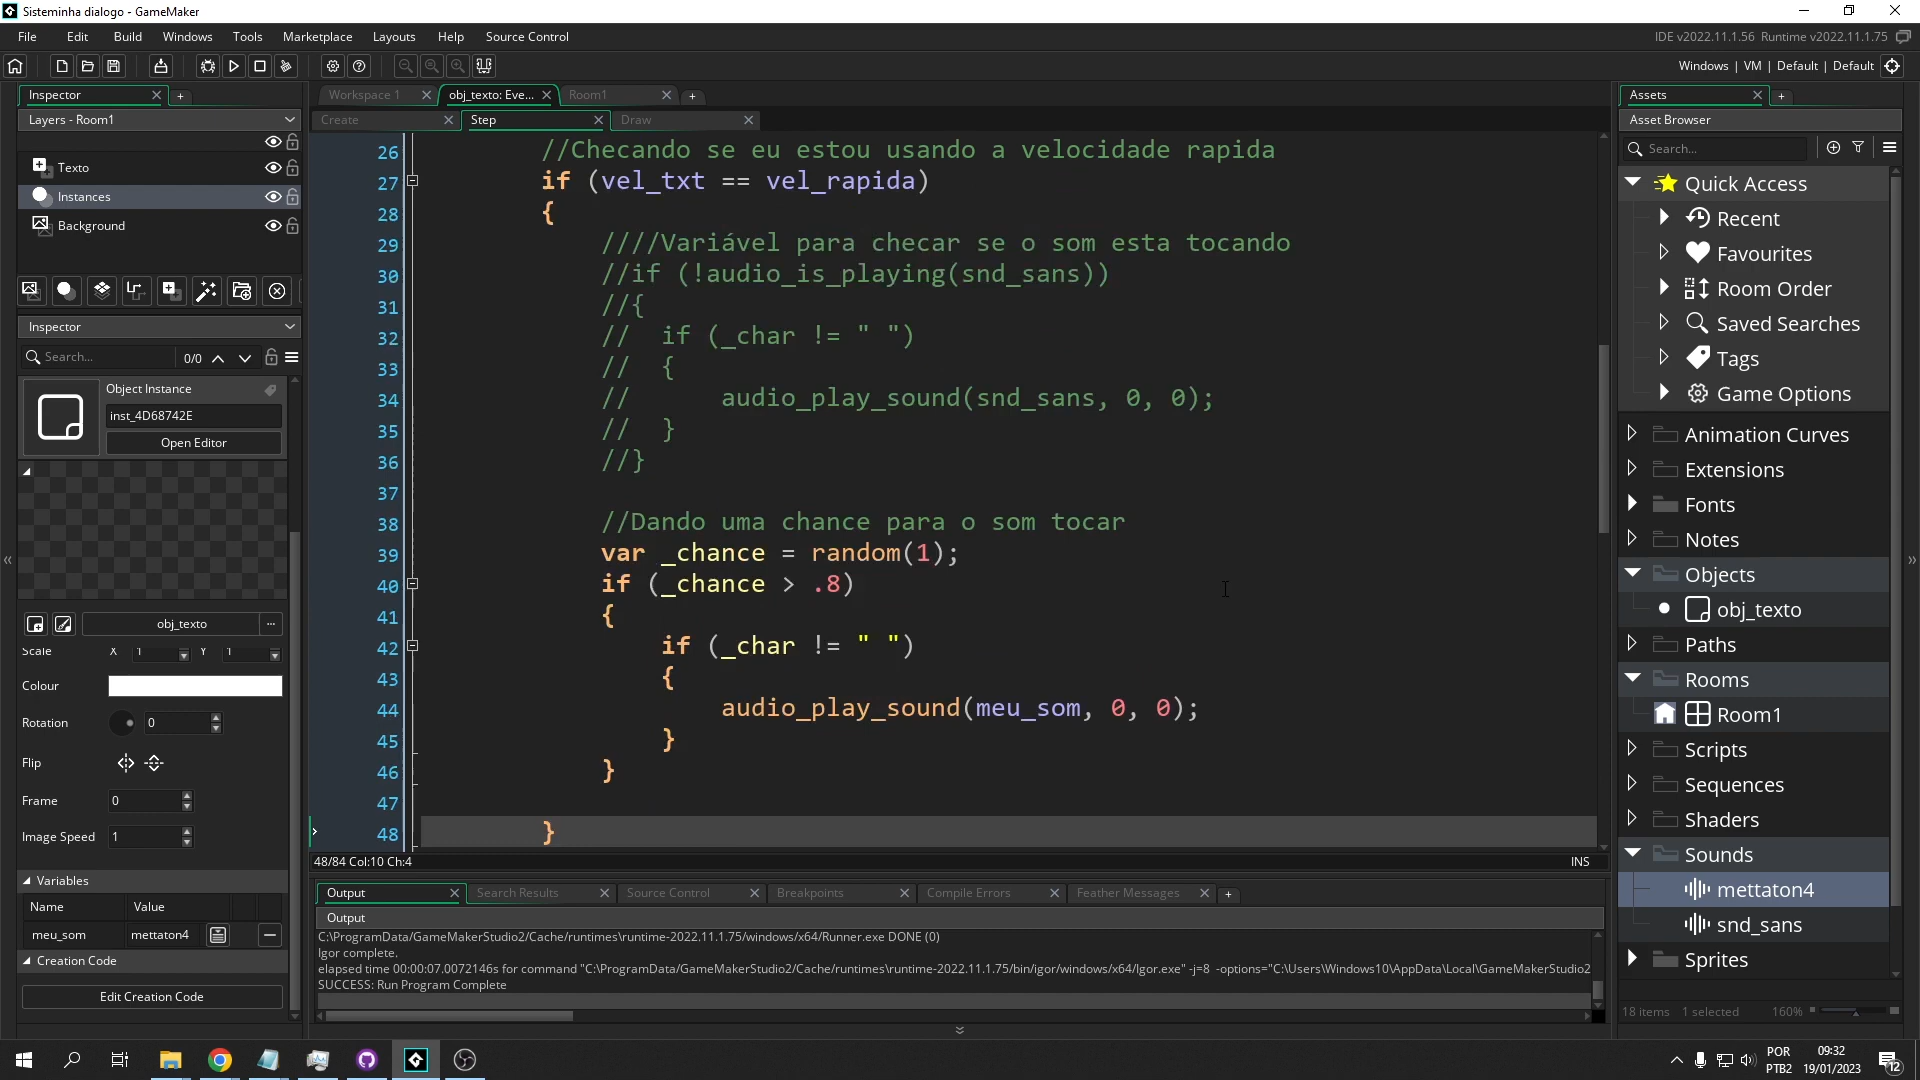 Sisteminha dialogo - GameMaker
File Edit Build Windows Tools Marketplace Layouts Help Source Control
IDE v2022.11.1.56 Runtime v2022.11.1.75
Windows | VM | Default | Default
Inspector
Workspace 1 obj_texto: Eve... Room1
Assets
Layers - Room1
Create Step Draw
Asset Browser
Search...
Texto
Instances
Background
26 //Checando se eu estou usando a velocidade rapida
27 if (vel_txt == vel_rapida)
28 {
29 ////Variável para checar se o som esta tocando
30 //if (!audio_is_playing(snd_sans))
31 //{
32 // if (_char != " ")
33 // {
34 // audio_play_sound(snd_sans, 0, 0);
35 // }
36 //}
37
38 //Dando uma chance para o som tocar
39 var _chance = random(1);
40 if (_chance > .8)
41 {
42 if (_char != " ")
43 {
44 audio_play_sound(meu_som, 0, 0);
45 }
46 }
47
48 }
48/84 Col:10 Ch:4
INS
Inspector
Search...
0/0
Object Instance
inst_4D68742E
Open Editor
obj_texto
...
Scale X 1 Y 1
Colour
Rotation 0
Flip
Frame 0
Image Speed 1
Variables
Name Value
meu_som mettaton4
Creation Code
Edit Creation Code
Output Search Results Source Control Breakpoints Compile Errors Feather Messages
Output
C:\ProgramData/GameMakerStudio2/Cache/runtimes\runtime-2022.11.1.75/windows/x64/Runner.exe DONE (0)
Igor complete.
elapsed time 00:00:07.0072146s for command "C:\ProgramData/GameMakerStudio2/Cache/runtimes\runtime-2022.11.1.75/bin/igor/windows/x64/Igor.exe" -j=8 -options="C:\Users\Windows10\AppData\Local\GameMakerStudio2
SUCCESS: Run Program Complete
Quick Access
Recent
Favourites
Room Order
Saved Searches
Tags
Game Options
Animation Curves
Extensions
Fonts
Notes
Objects
obj_texto
Paths
Rooms
Room1
Scripts
Sequences
Shaders
Sounds
mettaton4
snd_sans
Sprites
18 items 1 selected 160%
POR
PTB2
09:32
19/01/2023
12